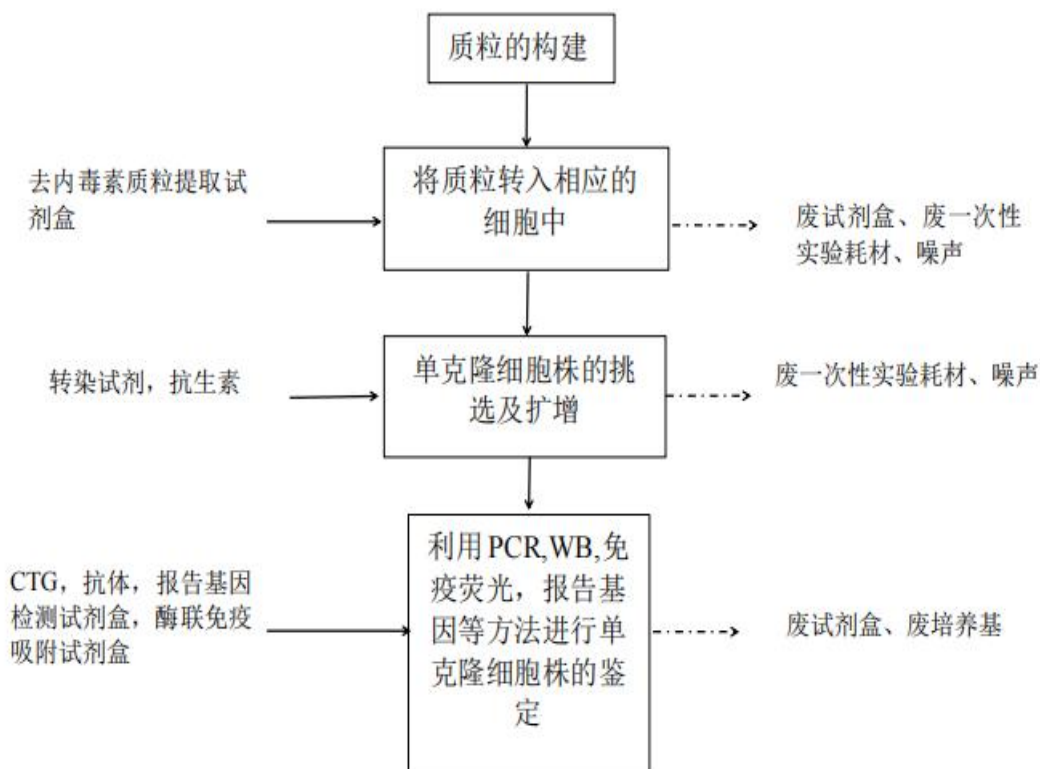 质粒的构建
去内毒素质粒提取试
剂盒
将质粒转入相应的
细胞中
废试剂盒、废一次性
实验耗材、噪声
转染试剂，抗生素
单克隆细胞株的挑
选及扩增
废一次性实验耗材、噪声
CTG，抗体，报告基因
检测试剂盒，酶联免疫
吸附试剂盒
利用PCR,WB,免
疫荧光，报告基
因等方法进行单
克隆细胞株的鉴
定
废试剂盒、废培养基